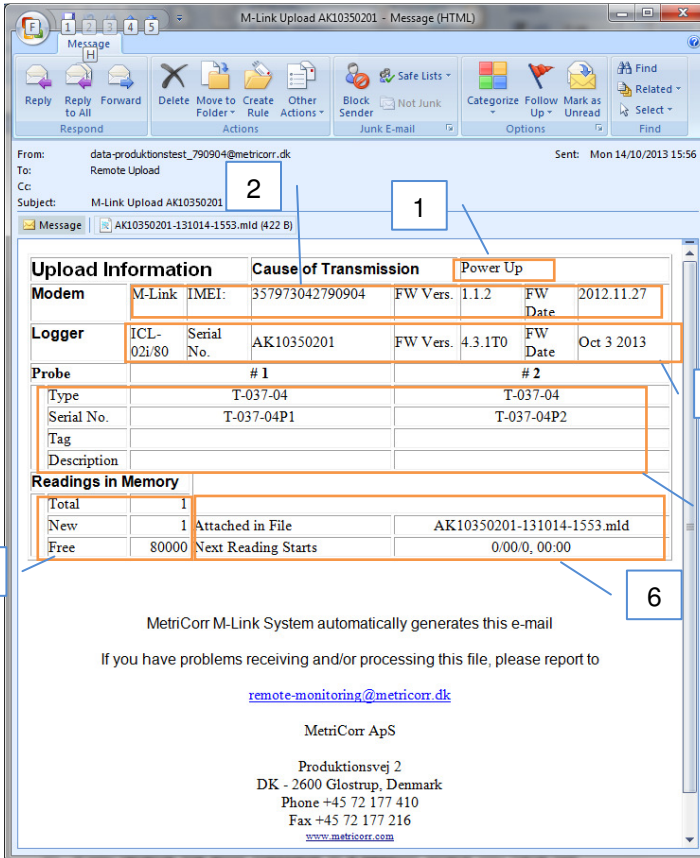 M-Link Upload AK10350201 - Message (HTML)
F 1 2 3 4 5
Message
H
Reply Reply to All Forward Delete Move to Folder Create Rule Other Actions Block Sender Safe Lists Not Junk Categorize Follow Up Mark as Unread Find Related Select
Respond Actions Junk E-mail Options Find
From: data-produktionstest_790904@metricorr.dk Sent: Mon 14/10/2013 15:56
To: Remote Upload
Cc:
Subject: M-Link Upload AK10350201
2
1
Message AK10350201-131014-1553.mld (422 B)
Upload Information Cause of Transmission Power Up
Modem M-Link IMEI: 357973042790904 FW Vers. 1.1.2 FW Date 2012.11.27
Logger ICL-02i/80 Serial No. AK10350201 FW Vers. 4.3.1T0 FW Date Oct 3 2013
Probe # 1 # 2
Type T-037-04 T-037-04
Serial No. T-037-04P1 T-037-04P2
Tag
Description
Readings in Memory
Total 1
New 1 Attached in File AK10350201-131014-1553.mld
Free 80000 Next Reading Starts 0/00/0, 00:00
6
MetriCorr M-Link System automatically generates this e-mail
If you have problems receiving and/or processing this file, please report to
remote-monitoring@metricorr.dk
MetriCorr ApS
Produktionsvej 2
DK - 2600 Glostrup, Denmark
Phone +45 72 177 410
Fax +45 72 177 216
www.metricorr.com